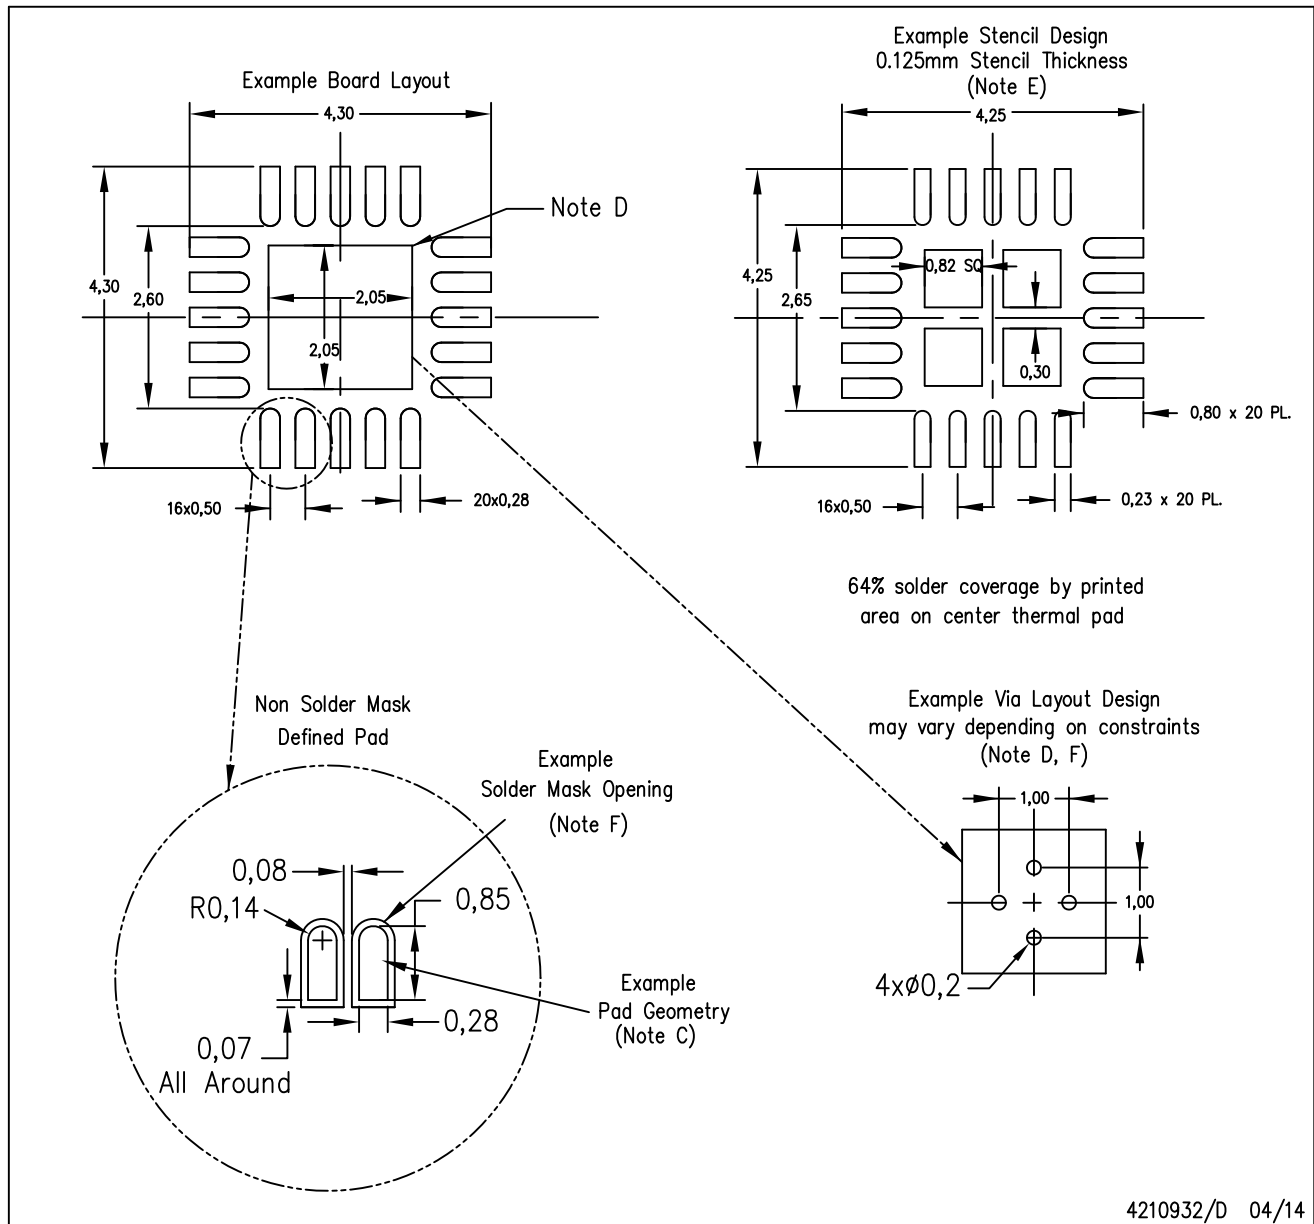 Example Board Layout
4,30
4,30
2,60
2,05
2,05
Note D
16x0,50
20x0,28
Example Stencil Design
0.125mm Stencil Thickness
(Note E)
4,25
4,25
2,65
0,82 SQ
0,30
0,80 x 20 PL.
16x0,50
0,23 x 20 PL.
64% solder coverage by printed
area on center thermal pad
Non Solder Mask
Defined Pad
Example
Solder Mask Opening
(Note F)
0,08
R0,14
0,85
0,28
0,07
All Around
Example
Pad Geometry
(Note C)
Example Via Layout Design
may vary depending on constraints
(Note D, F)
1,00
1,00
4xø0,2
4210932/D 04/14